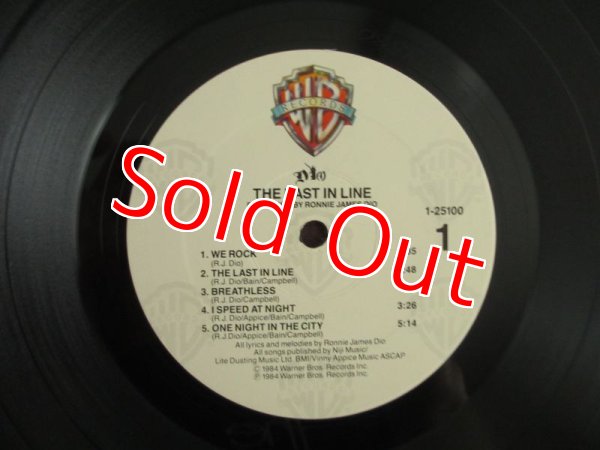 WB
RECORDS
Dio
THE LAST IN LINE
BY RONNIE JAMES DIO
1-25100
1
Sold Out
1. WE ROCK
(R.J. Dio)
2. THE LAST IN LINE
(R.J. Dio/Bain/Campbell)
:48
3. BREATHLESS
(R.J. Dio/Campbell)
4. I SPEED AT NIGHT 3:26
(R.J. Dio/Appice/Bain/Campbell)
5. ONE NIGHT IN THE CITY 5:14
(R.J. Dio/Appice/Bain/Campbell)
All lyrics and melodies by Ronnie James Dio
All songs published by Niji Music/
Lite Dusting Music Ltd. BMI/Vinny Appice Music ASCAP
© 1984 Warner Bros. Records Inc.
℗ 1984 Warner Bros. Records Inc.